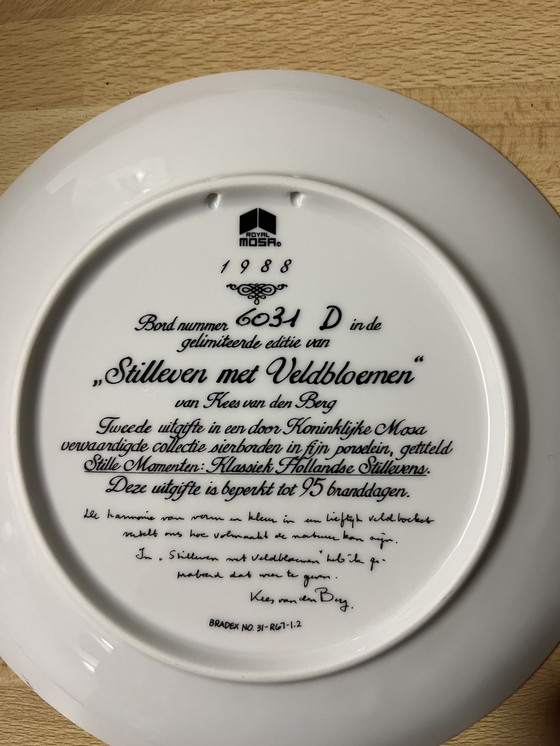 ROYAL
MOSA
1988
Bord nummer 6031 D in de
gelimiteerde editie van
„Stilleven met Veldbloemen“
van Kees van den Berg
Tweede uitgifte in een door Koninklijke Mosa
vervaardigde collectie sierborden in fijn porselein, getiteld
Stille Momenten: Klassiek Hollandse Stillevens.
Deze uitgifte is beperkt tot 95 branddagen.
De harmonie van vorm en kleur in een lieflijk veldboeket
vertelt ons hoe volmaakt de natuur kan zijn.
In „Stilleven met Veldbloemen" heb ik ge-
probeerd dat weer te geven.
Kees van den Berg.
BRADEX NO. 31-R67-1.2